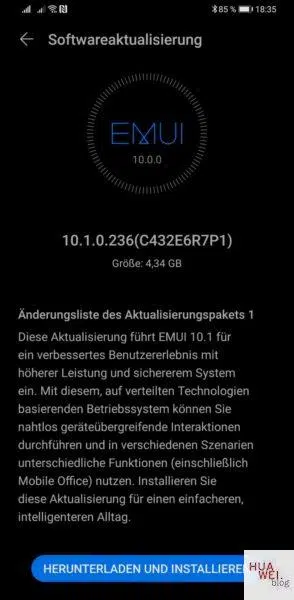 85 % 18:35
Softwareaktualisierung
EMUI
10.0.0
10.1.0.236(C432E6R7P1)
Größe: 4,34 GB
Änderungsliste des Aktualisierungspakets 1
Diese Aktualisierung führt EMUI 10.1 für
ein verbessertes Benutzererlebnis mit
höherer Leistung und sichererem System
ein. Mit diesem, auf verteilten Technologien
basierenden Betriebssystem können Sie
nahtlos geräteübergreifende Interaktionen
durchführen und in verschiedenen Szenarien
unterschiedliche Funktionen (einschließlich
Mobile Office) nutzen. Installieren Sie
diese Aktualisierung für einen einfacheren,
intelligenteren Alltag.
HERUNTERLADEN UND INSTALLIEREN
HUA
WEI.
blog